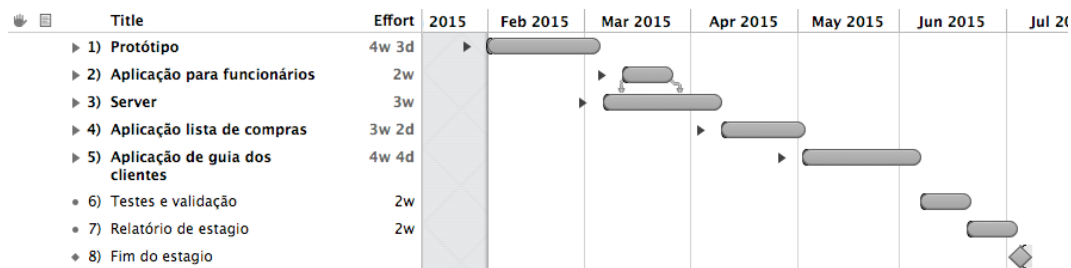 Title Effort 2015 Feb 2015 Mar 2015 Apr 2015 May 2015 Jun 2015 Jul 20
1) Protótipo 4w 3d
2) Aplicação para funcionários 2w
3) Server 3w
4) Aplicação lista de compras 3w 2d
5) Aplicação de guia dos 4w 4d
clientes
6) Testes e validação 2w
7) Relatório de estagio 2w
8) Fim do estagio